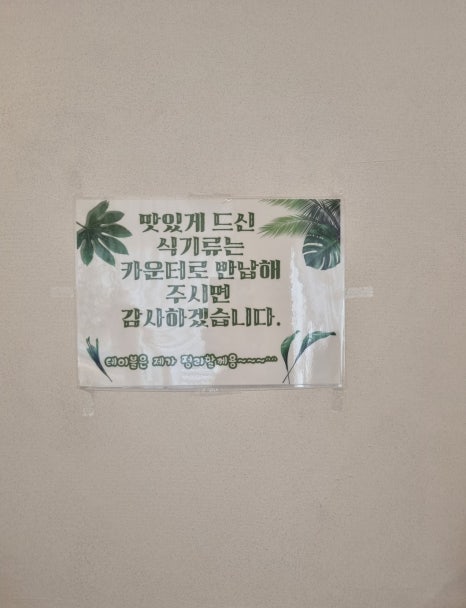 맛있게 드신
식기류는
카운터로 반납해
주시면
감사하겠습니다.
테이블은 제가 정리할께용~~~^^